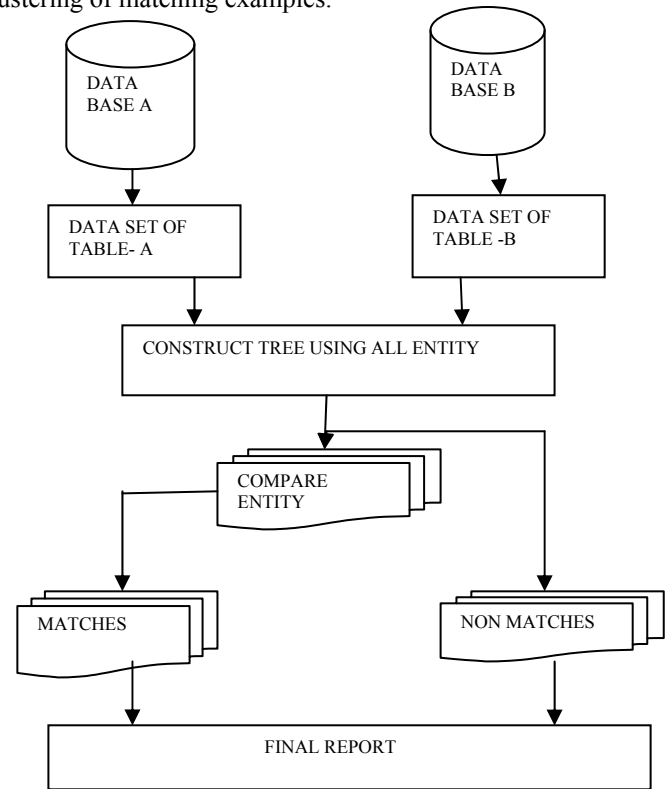 clustering of matching examples.
DATA
BASE A
DATA
BASE B
DATA SET OF
TABLE- A
DATA SET OF
TABLE -B
CONSTRUCT TREE USING ALL ENTITY
COMPARE
ENTITY
MATCHES
NON MATCHES
FINAL REPORT